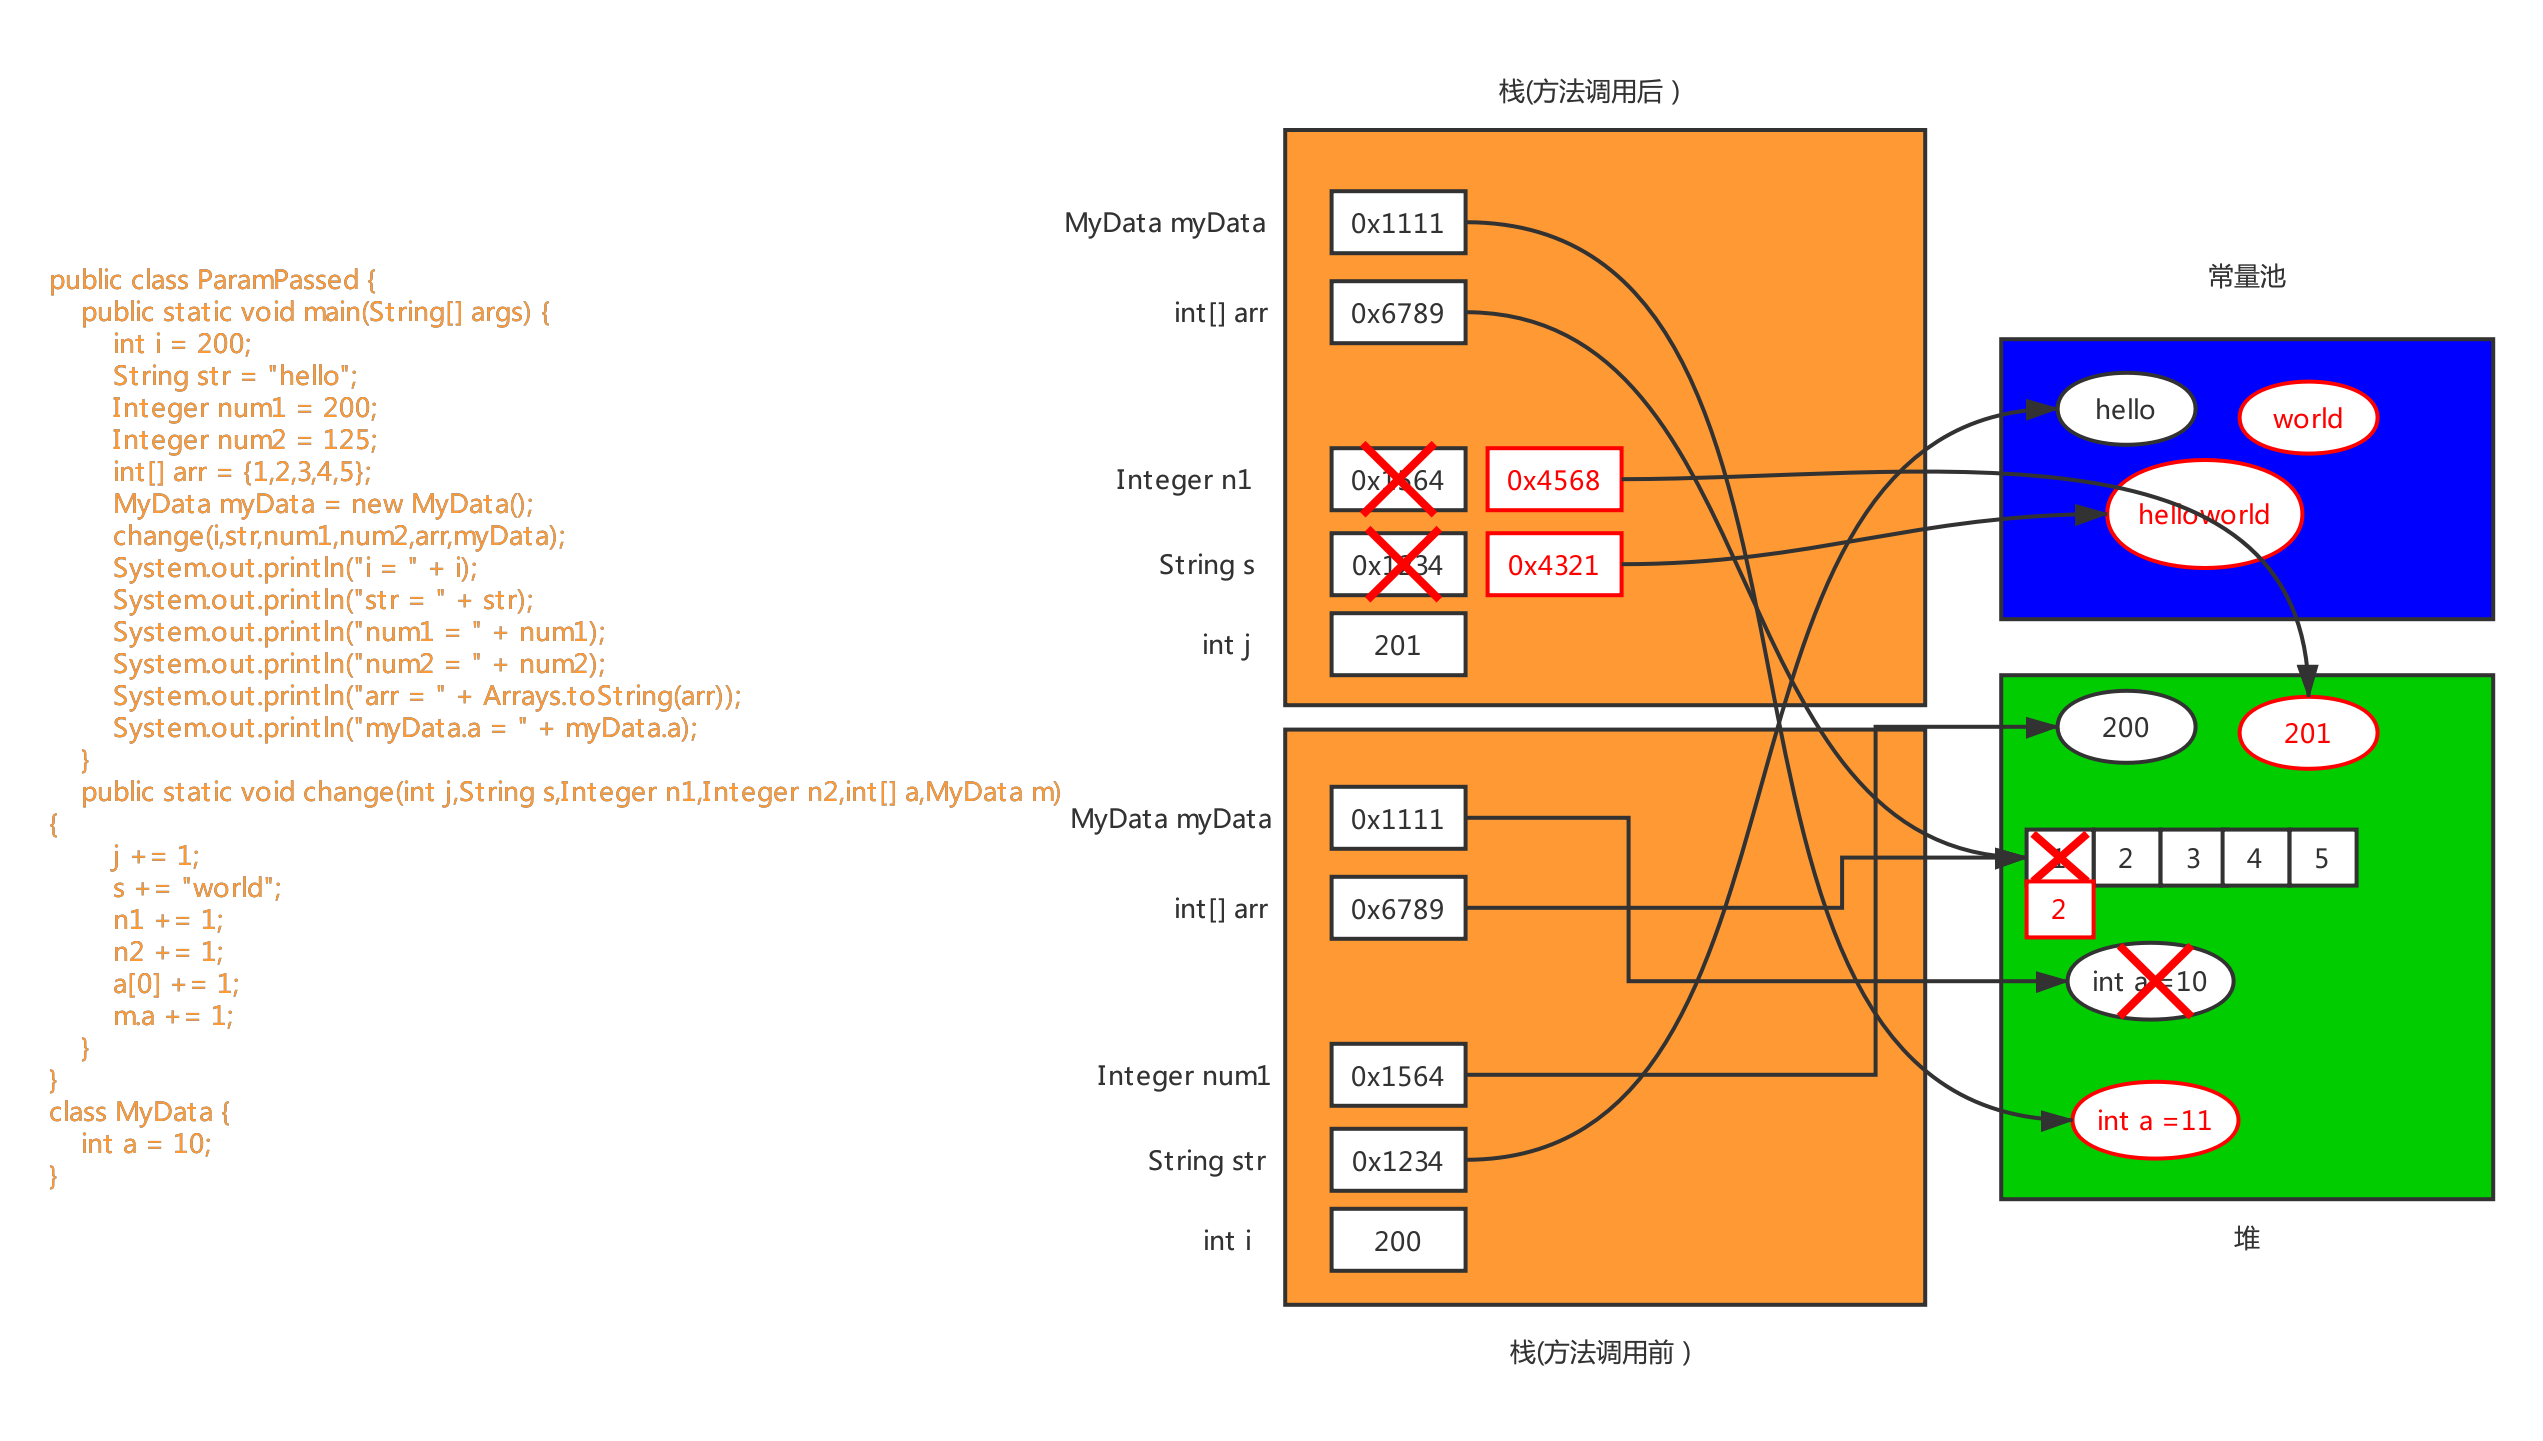 public class ParamPassed {
public static void main(String[] args) {
int i = 200;
String str = "hello";
Integer num1 = 200;
Integer num2 = 125;
int[] arr = {1,2,3,4,5};
MyData myData = new MyData();
change(i,str,num1,num2,arr,myData);
System.out.println("i = " + i);
System.out.println("str = " + str);
System.out.println("num1 = " + num1);
System.out.println("num2 = " + num2);
System.out.println("arr = " + Arrays.toString(arr));
System.out.println("myData.a = " + myData.a);
}
public static void change(int j,String s,Integer n1,Integer n2,int[] a,MyData m)
{
j += 1;
s += "world";
n1 += 1;
n2 += 1;
a[0] += 1;
m.a += 1;
}
}
class MyData {
int a = 10;
}
栈(方法调用后）
MyData myData
0x1111
int[] arr
0x6789
Integer n1
0x1564
0x4568
String s
0x1234
0x4321
int j
201
MyData myData
0x1111
int[] arr
0x6789
Integer num1
0x1564
String str
0x1234
int i
200
栈(方法调用前）
常量池
hello
world
helloworld
200
201
1
2
3
4
5
2
int a =10
int a =11
堆